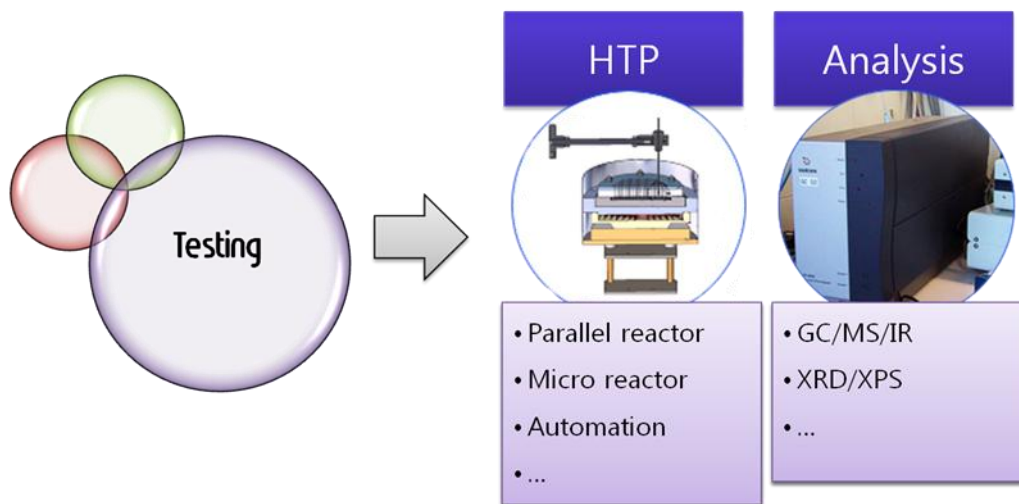 Testing
HTP
• Parallel reactor
• Micro reactor
• Automation
• ...
Analysis
• GC/MS/IR
• XRD/XPS
• ...